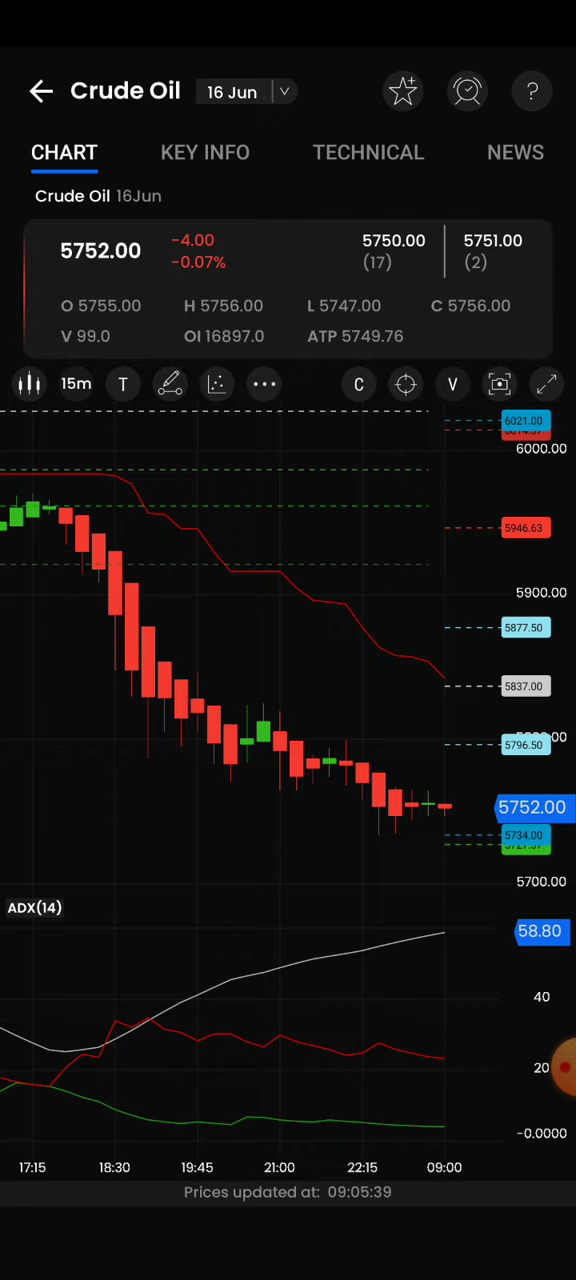 Crude Oil 16 Jun
CHART KEY INFO TECHNICAL NEWS
Crude Oil 16Jun
5752.00 -4.00 -0.07% 5750.00 (17) 5751.00 (2)
O 5755.00 H 5756.00 L 5747.00 C 5756.00
V 99.0 OI 16897.0 ATP 5749.76
15m T C V
6021.00
6000.00
5946.63
5900.00
5877.50
5837.00
5796.50
5752.00
5734.00
5700.00
ADX(14)
58.80
40
20
-0.0000
17:15 18:30 19:45 21:00 22:15 09:00
Prices updated at: 09:05:39